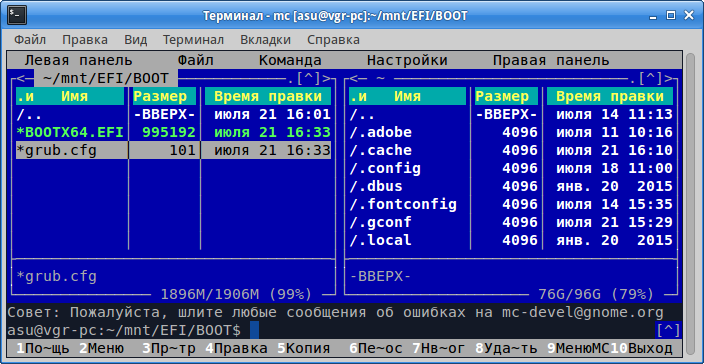 Терминал - mc [asu@vgr-pc]:~/mnt/EFI/BOOT
Файл Правка Вид Терминал Вкладки Справка
Левая панель Файл Команда Настройки Правая панель
<─ ~/mnt/EFI/BOOT ─.[^]> <─ ~ ─.[^]>
.и Имя Размер Время правки .и Имя Размер Время правки
/.. -ВВЕРХ- июля 21 16:01 /.. -ВВЕРХ- июля 14 11:13
*BOOTX64.EFI 995192 июля 21 16:33 /.adobe 4096 июля 11 10:16
*grub.cfg 101 июля 21 16:33 /.cache 4096 июля 21 16:10
/.config 4096 июля 18 11:00
/.dbus 4096 янв. 20 2015
/.fontconfig 4096 июля 14 15:35
/.gconf 4096 июля 21 15:29
/.local 4096 янв. 20 2015
*grub.cfg -ВВЕРХ-
1896M/1906M (99%) 76G/96G (79%)
Совет: Пожалуйста, шлите любые сообщения об ошибках на mc-devel@gnome.org
asu@vgr-pc:~/mnt/EFI/BOOT$ [^]
1По~щь 2Меню 3Пр~тр 4Правка 5Копия 6Пе~ос 7Нв~ог 8Уда~ть 9МенюМС 10Выход